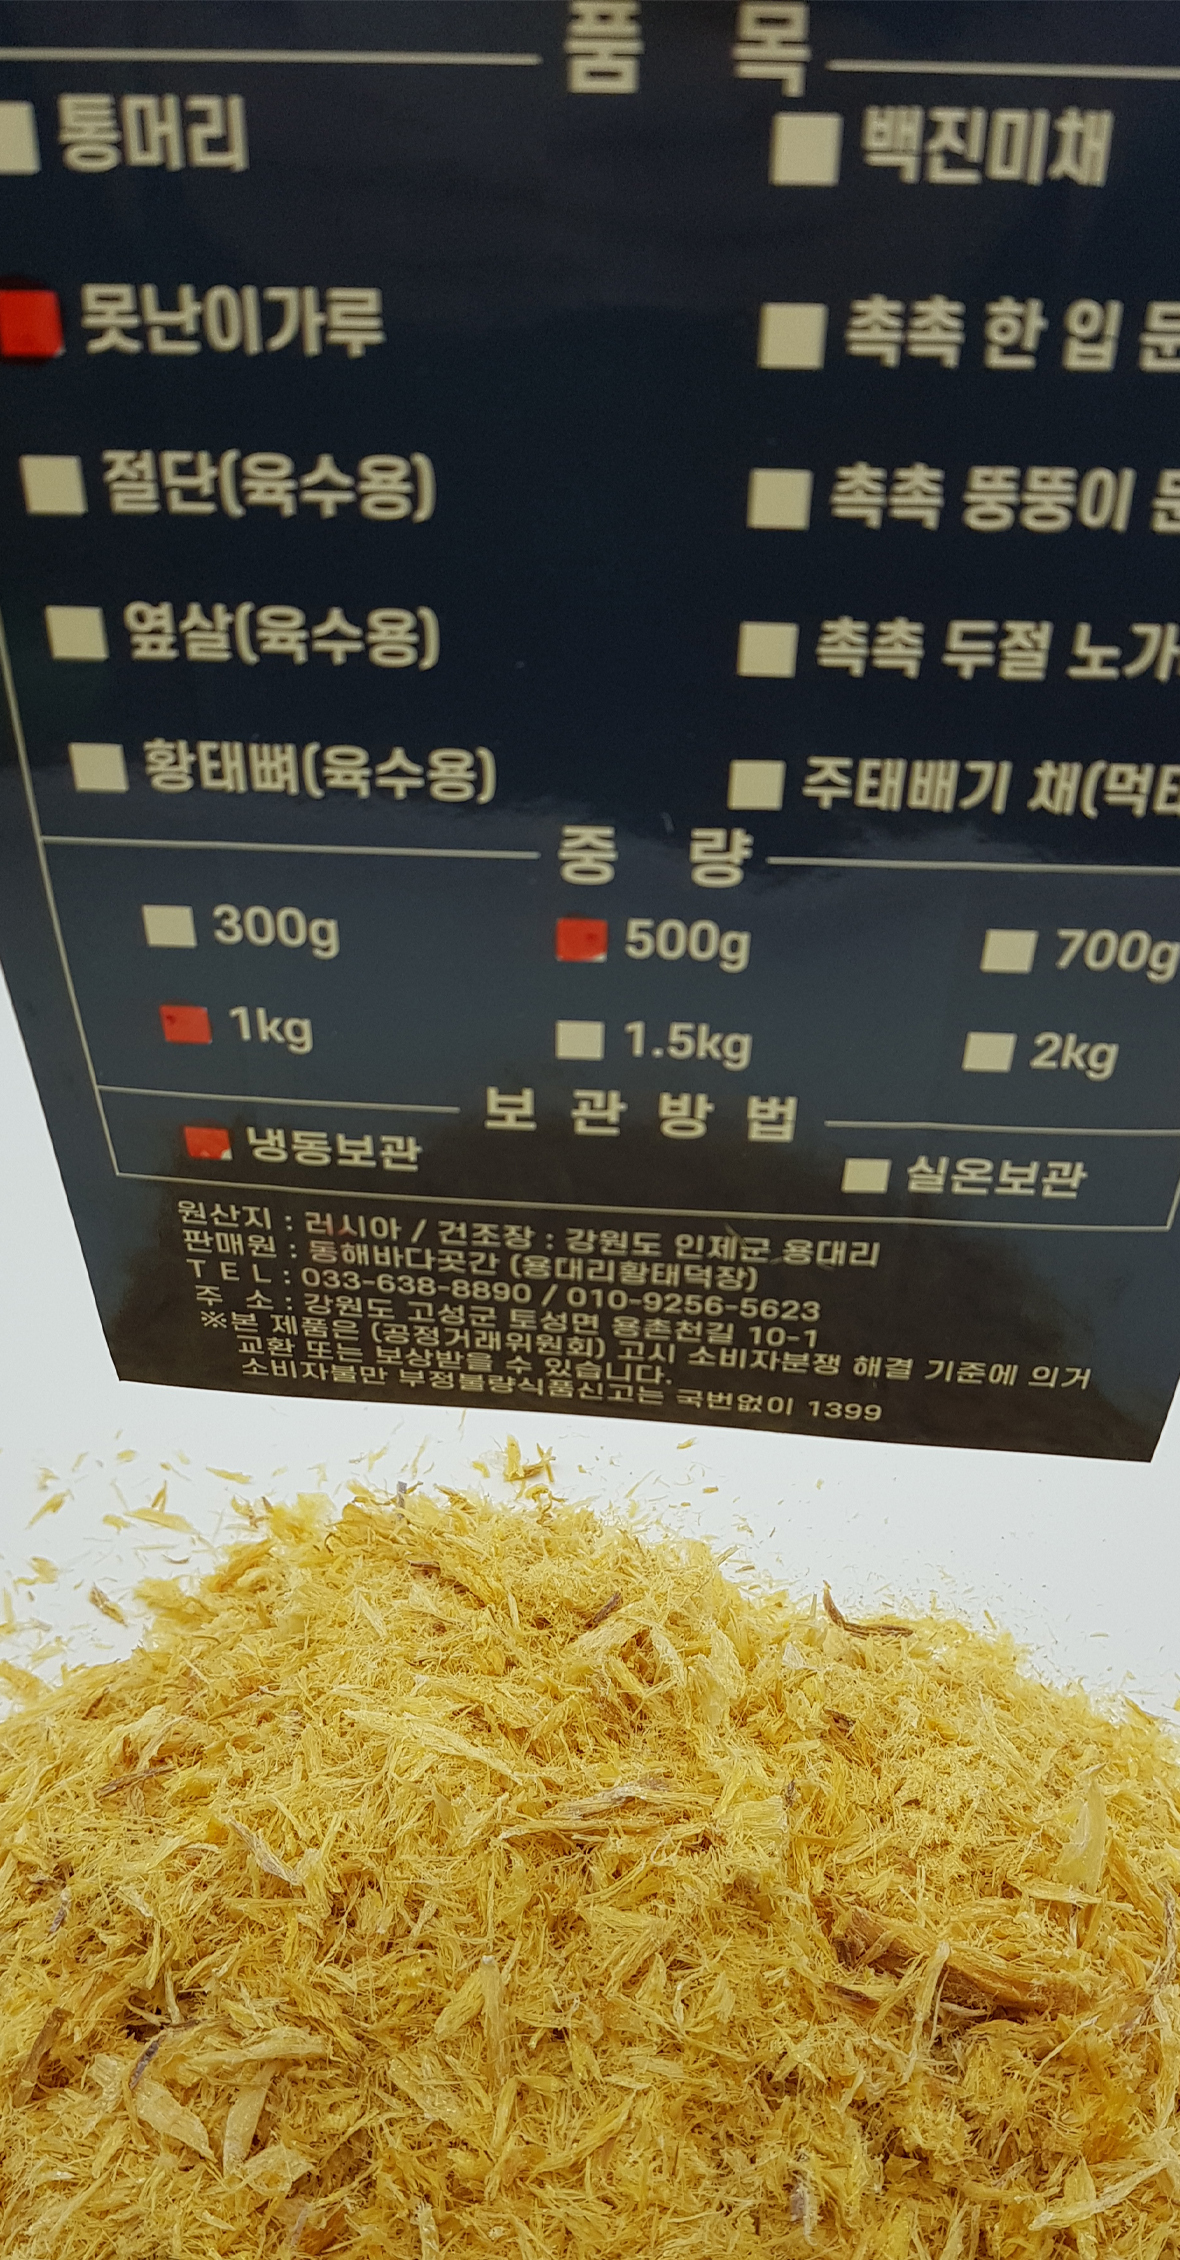 품 목
통머리 백진미채
못난이가루 촉촉 한 입
절단(육수용) 촉촉 뚱뚱이
옆살(육수용) 촉촉 두절 노가
황태뼈(육수용) 주태배기 채(먹태
중 량
300g 500g 700g
1kg 1.5kg 2kg
보관방법
냉동보관 실온보관
원산지 : 러시아 / 건조장 : 강원도 인제군 용대리
판매원 : 동해바다곳간 (용대리황태덕장)
T E L : 033-638-8890 / 010-9256-5623
주 소 : 강원도 고성군 토성면 용촌천길 10-1
※본 제품은 (공정거래위원회) 고시 소비자분쟁 해결 기준에 의거
교환 또는 보상받을 수 있습니다.
소비자불만 부정불량식품신고는 국번없이 1399